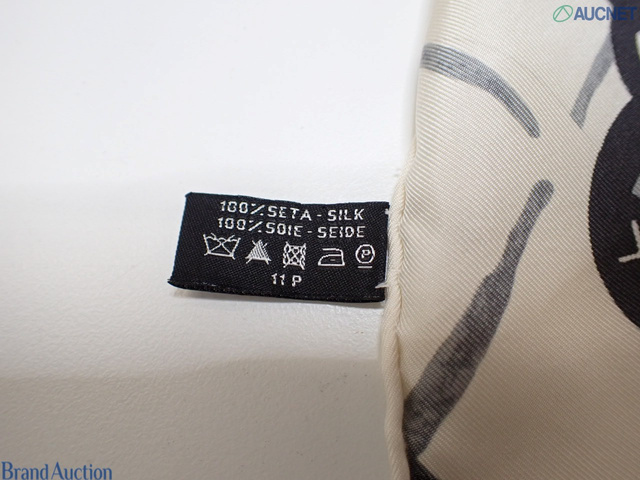 AUCNET
100% SETA - SILK
100% SOIE - SEIDE
P
11 P
Brand Auction